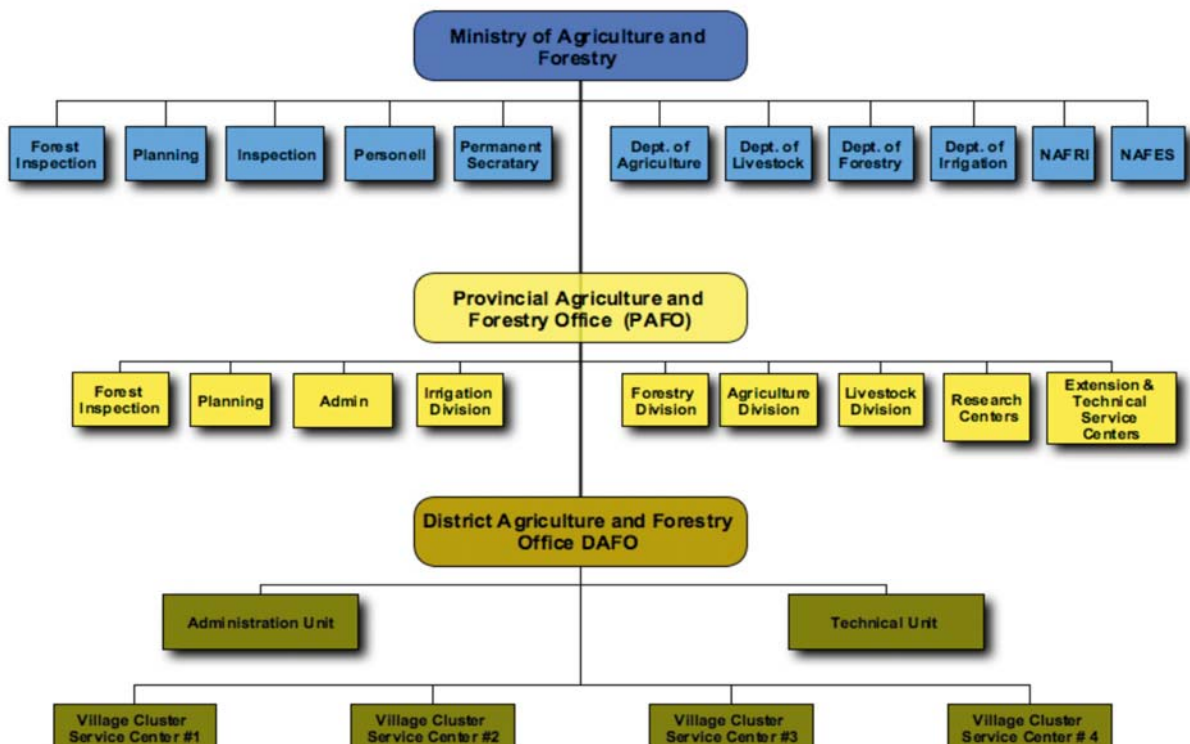 Ministry of Agriculture and
Forestry
Forest
Inspection
Planning
Inspection
Personell
Permanent
Secratary
Dept. of
Agriculture
Dept. of
Livestock
Dept. of
Forestry
Dept. of
Irrigation
NAFRI
NAFES
Provincial Agriculture and
Forestry Office (PAFO)
Forest
Inspection
Planning
Admin
Irrigation
Division
Forestry
Division
Agriculture
Division
Livestock
Division
Research
Centers
Extension &
Technical
Service
Centers
District Agriculture and Forestry
Office DAFO
Administration Unit
Technical Unit
Village Cluster
Service Center #1
Village Cluster
Service Center #2
Village Cluster
Service Center #3
Village Cluster
Service Center # 4